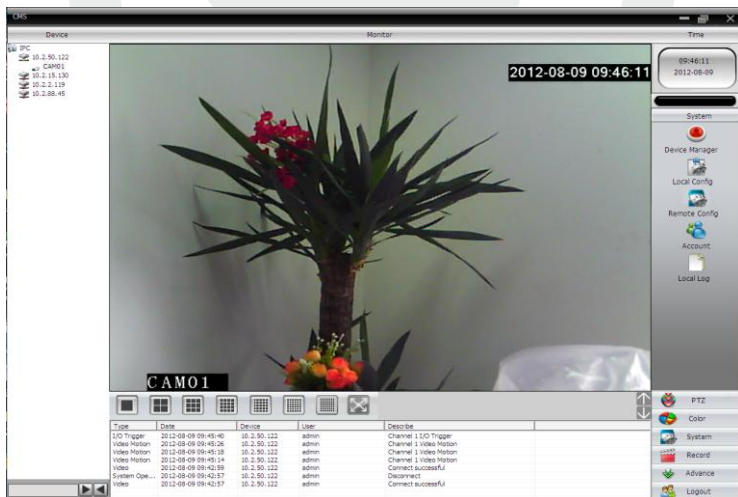 CMS
Device
Monitor
Time
IPC
10.2.50.122
CAM01
10.2.15.130
10.2.2.119
10.2.88.45
2012-08-09 09:46:11
CAM01
09:46:11
2012-08-09
System
Device Manager
Local Config
Remote Config
Account
Local Log
PTZ
Color
System
Record
Advance
Logout
Type Date Device User Describe
I/O Trigger 2012-08-09 09:45:40 10.2.50.122 admin Channel 1 I/O Trigger
Video Motion 2012-08-09 09:45:26 10.2.50.122 admin Channel 1 Video Motion
Video Motion 2012-08-09 09:45:18 10.2.50.122 admin Channel 1 Video Motion
Video Motion 2012-08-09 09:45:14 10.2.50.122 admin Channel 1 Video Motion
Video 2012-08-09 09:42:59 10.2.50.122 admin Connect successful
System Ope... 2012-08-09 09:42:57 10.2.50.122 admin Disconnect
Video 2012-08-09 09:42:57 10.2.50.122 admin Connect successful